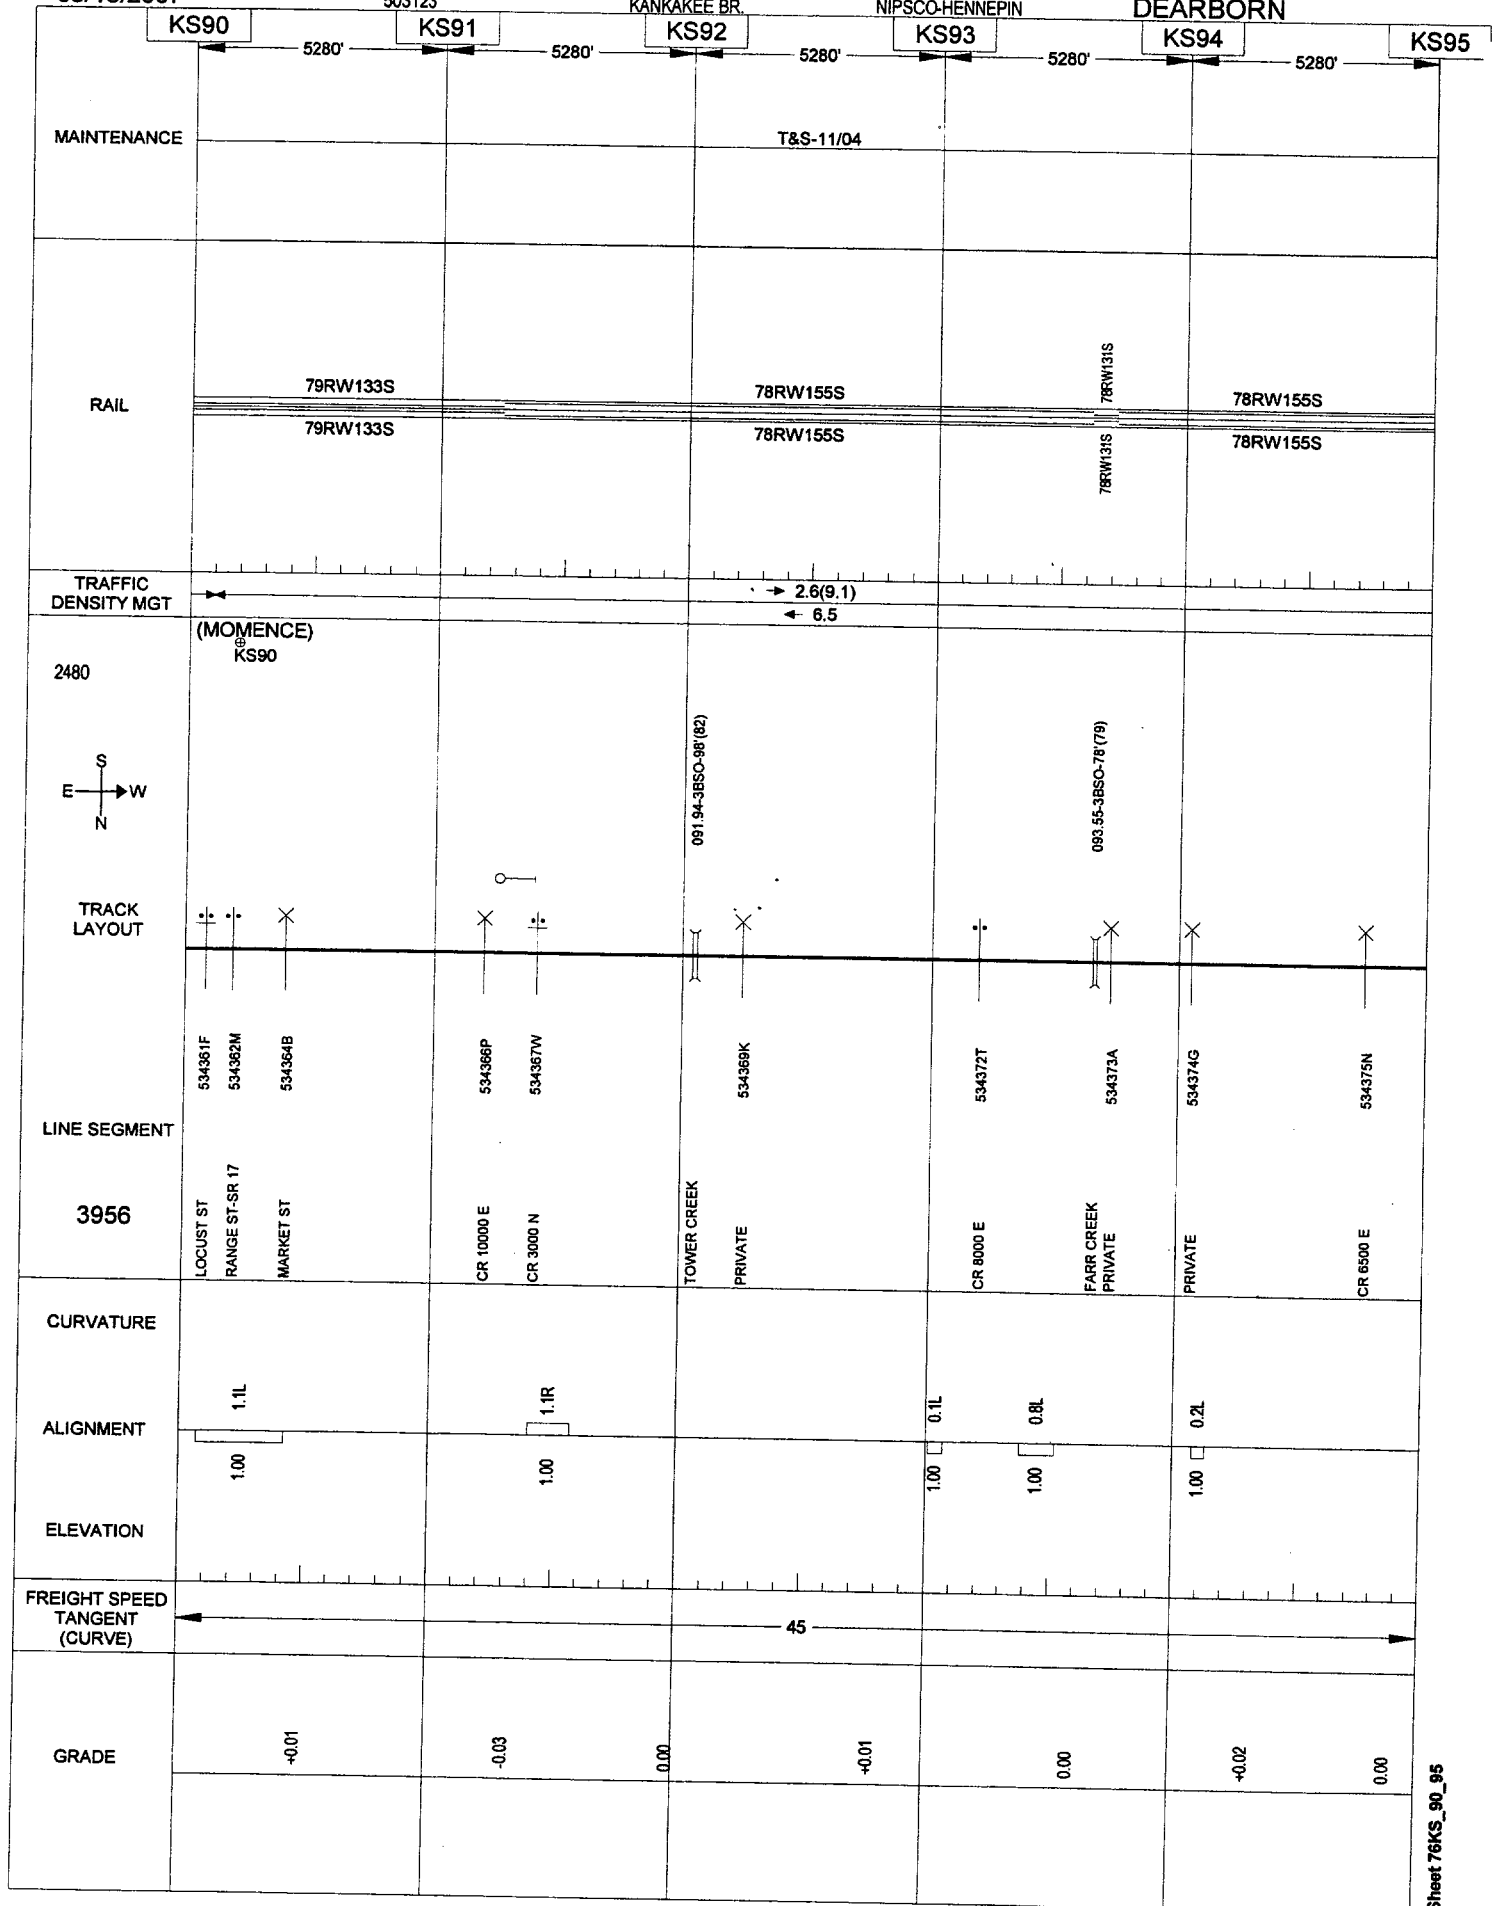 503123 KANKAKEE BR. NIPSCO-HENNEPIN DEARBORN
KS90 KS91 KS92 KS93 KS94 KS95
5280' 5280' 5280' 5280' 5280'
MAINTENANCE T&S-11/04
RAIL
79RW133S 78RW155S 78RW131S 78RW155S
79RW133S 78RW155S 78RW131S 78RW155S
TRAFFIC
DENSITY MGT
2.6(9.1)
6.5
(MOMENCE)
KS90
2480
S
E W
N
091.94-3BSO-98'(82)
093.55-3BSO-78'(79)
TRACK
LAYOUT
534361F
534362M
534364B
534366P
534367W
534369K
534372T
534373A
534374G
534375N
LINE SEGMENT
3956
LOCUST ST
RANGE ST-SR 17
MARKET ST
CR 10000 E
CR 3000 N
TOWER CREEK
PRIVATE
CR 8000 E
FARR CREEK
PRIVATE
PRIVATE
CR 6500 E
CURVATURE
1.1L 1.1R 0.1L 0.8L 0.2L
ALIGNMENT
1.00 1.00 1.00 1.00 1.00
ELEVATION
FREIGHT SPEED
TANGENT
(CURVE)
45
GRADE
+0.01 -0.03 0.00 +0.01 0.00 +0.02 0.00
Sheet 76KS_90_95